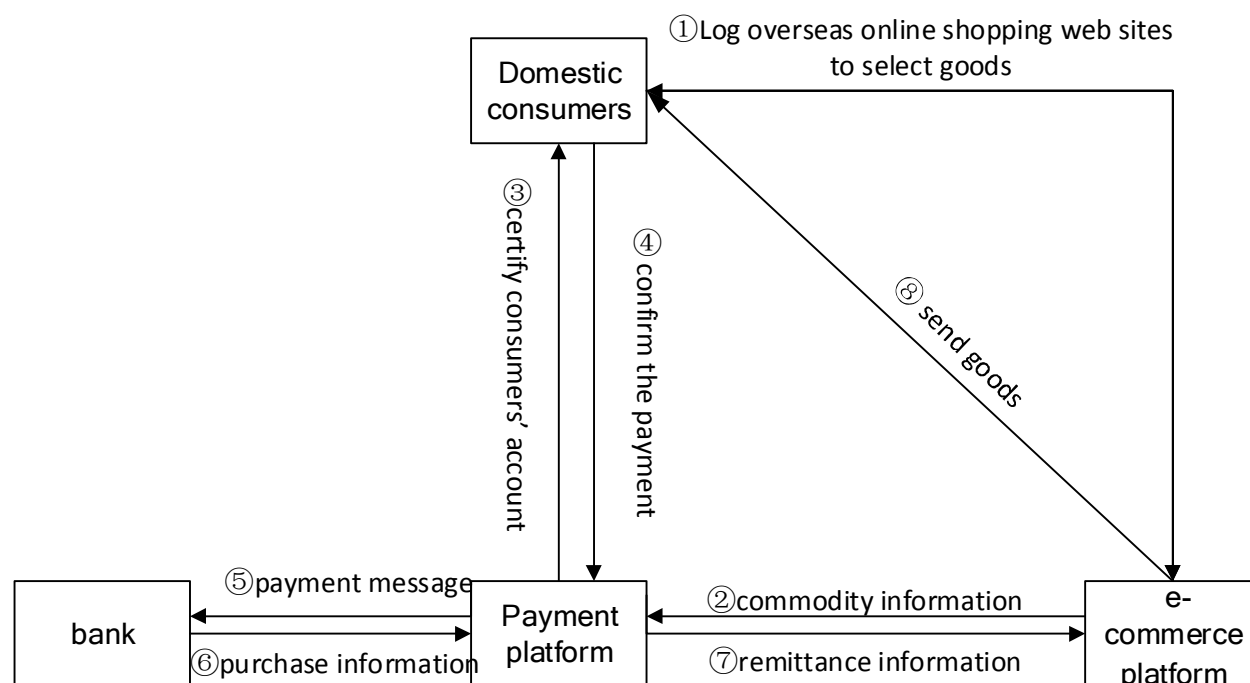 ①Log overseas online shopping web sites
to select goods
Domestic
consumers
③certify consumers’ account
④ confirm the payment
⑧ send goods
⑤payment message
②commodity information
bank
Payment
platform
e-
commerce
platform
⑥purchase information
⑦remittance information